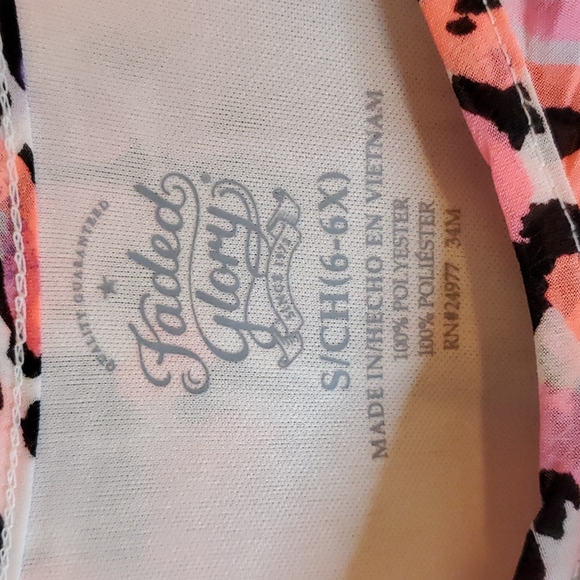 QUALITY GUARANTEED
Faded
Glory®
SINCE 1972
S/CH(6-6X)
MADE IN/HECHO EN VIETNAM
100% POLYESTER
100% POLIÉSTER
RN#24977 34M